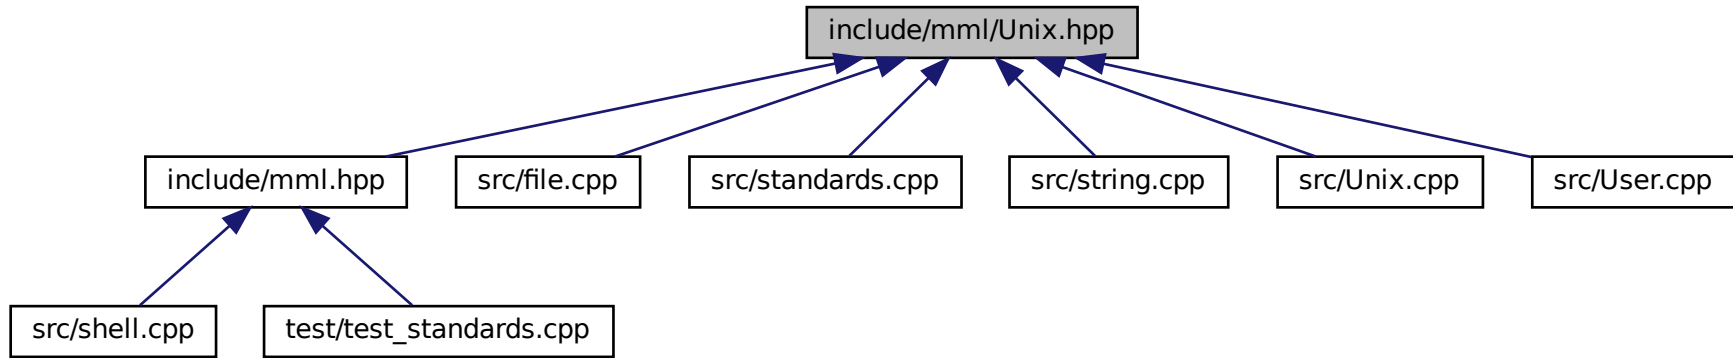 include/mml/Unix.hpp
include/mml.hpp
src/file.cpp
src/standards.cpp
src/string.cpp
src/Unix.cpp
src/User.cpp
src/shell.cpp
test/test_standards.cpp